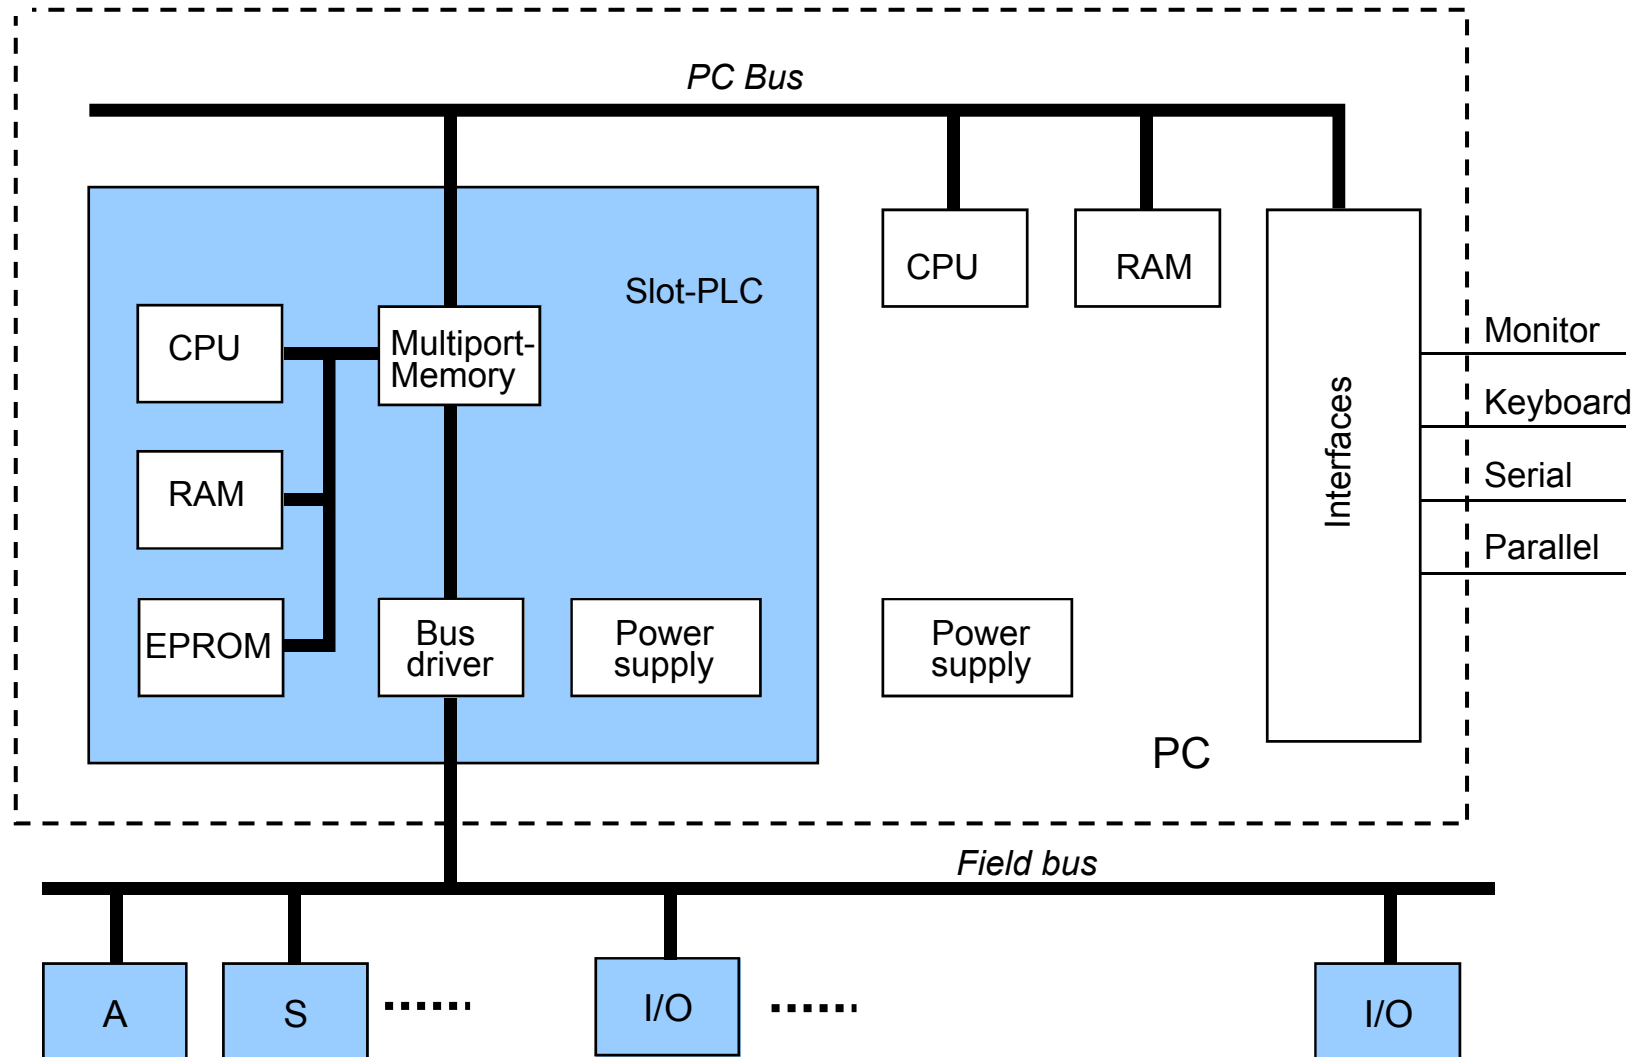 PC Bus
Slot-PLC
CPU
RAM
CPU
Multiport-
Memory
RAM
EPROM
Bus
driver
Power
supply
Power
supply
Interfaces
PC
Monitor
Keyboard
Serial
Parallel
Field bus
A
S
I/O
I/O